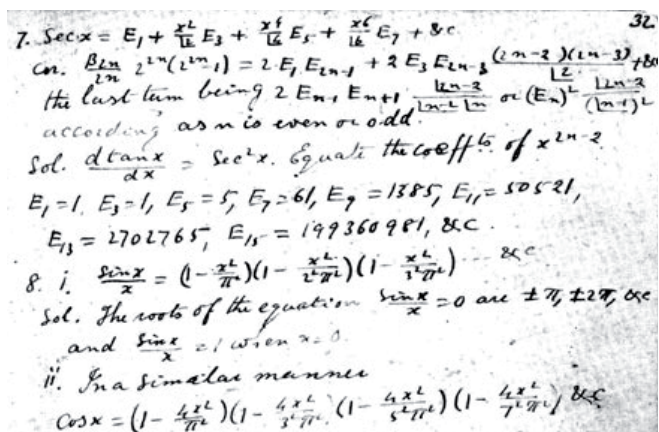 32
7. Sec x = E₁ + x²/|2 E₃ + x⁴/|4 E₅ + x⁶/|6 E₇ + &c
Cor. B₂ₙ/2n 2²ⁿ(2²ⁿ-1) = 2 E₁ E₂ₙ₋₁ + 2 E₃ E₂ₙ₋₃ (2n-2)(2n-3)/|2 + &c
the last term being 2 Eₙ₋₁ Eₙ₊₁ |2n-2/|n-2 |n or (Eₙ)² |2n-2/(|n-1)²
according as n is even or odd.
Sol. d tan x/dx = Sec²x. Equate the coeffts of x²ⁿ⁻²
E₁=1, E₃=1, E₅=5, E₇=61, E₉=1385, E₁₁=50521,
E₁₃ = 2702765, E₁₅ = 199360981, &c.
8. i. Sin x/x = (1-x²/π²)(1-x²/2²π²)(1-x²/3²π²) ... &c
Sol. The roots of the equation Sin x/x = 0 are ±π, ±2π, &c
and Sin x/x = 1 when x=0.
ii. In a similar manner
Cos x = (1-4x²/π²)(1-4x²/3²π²)(1-4x²/5²π²)(1-4x²/7²π²) &c